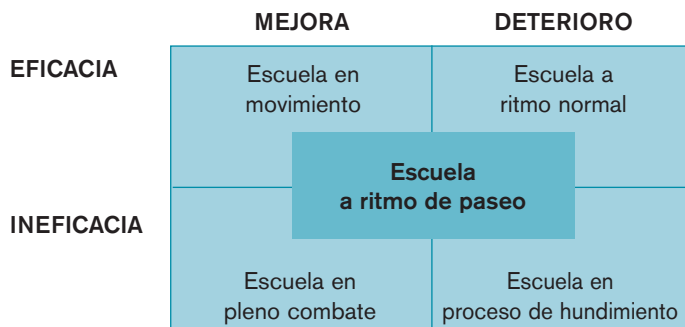 MEJORA
DETERIORO
EFICACIA
Escuela en
movimiento
Escuela a
ritmo normal
Escuela
a ritmo de paseo
INEFICACIA
Escuela en
pleno combate
Escuela en
proceso de hundimiento